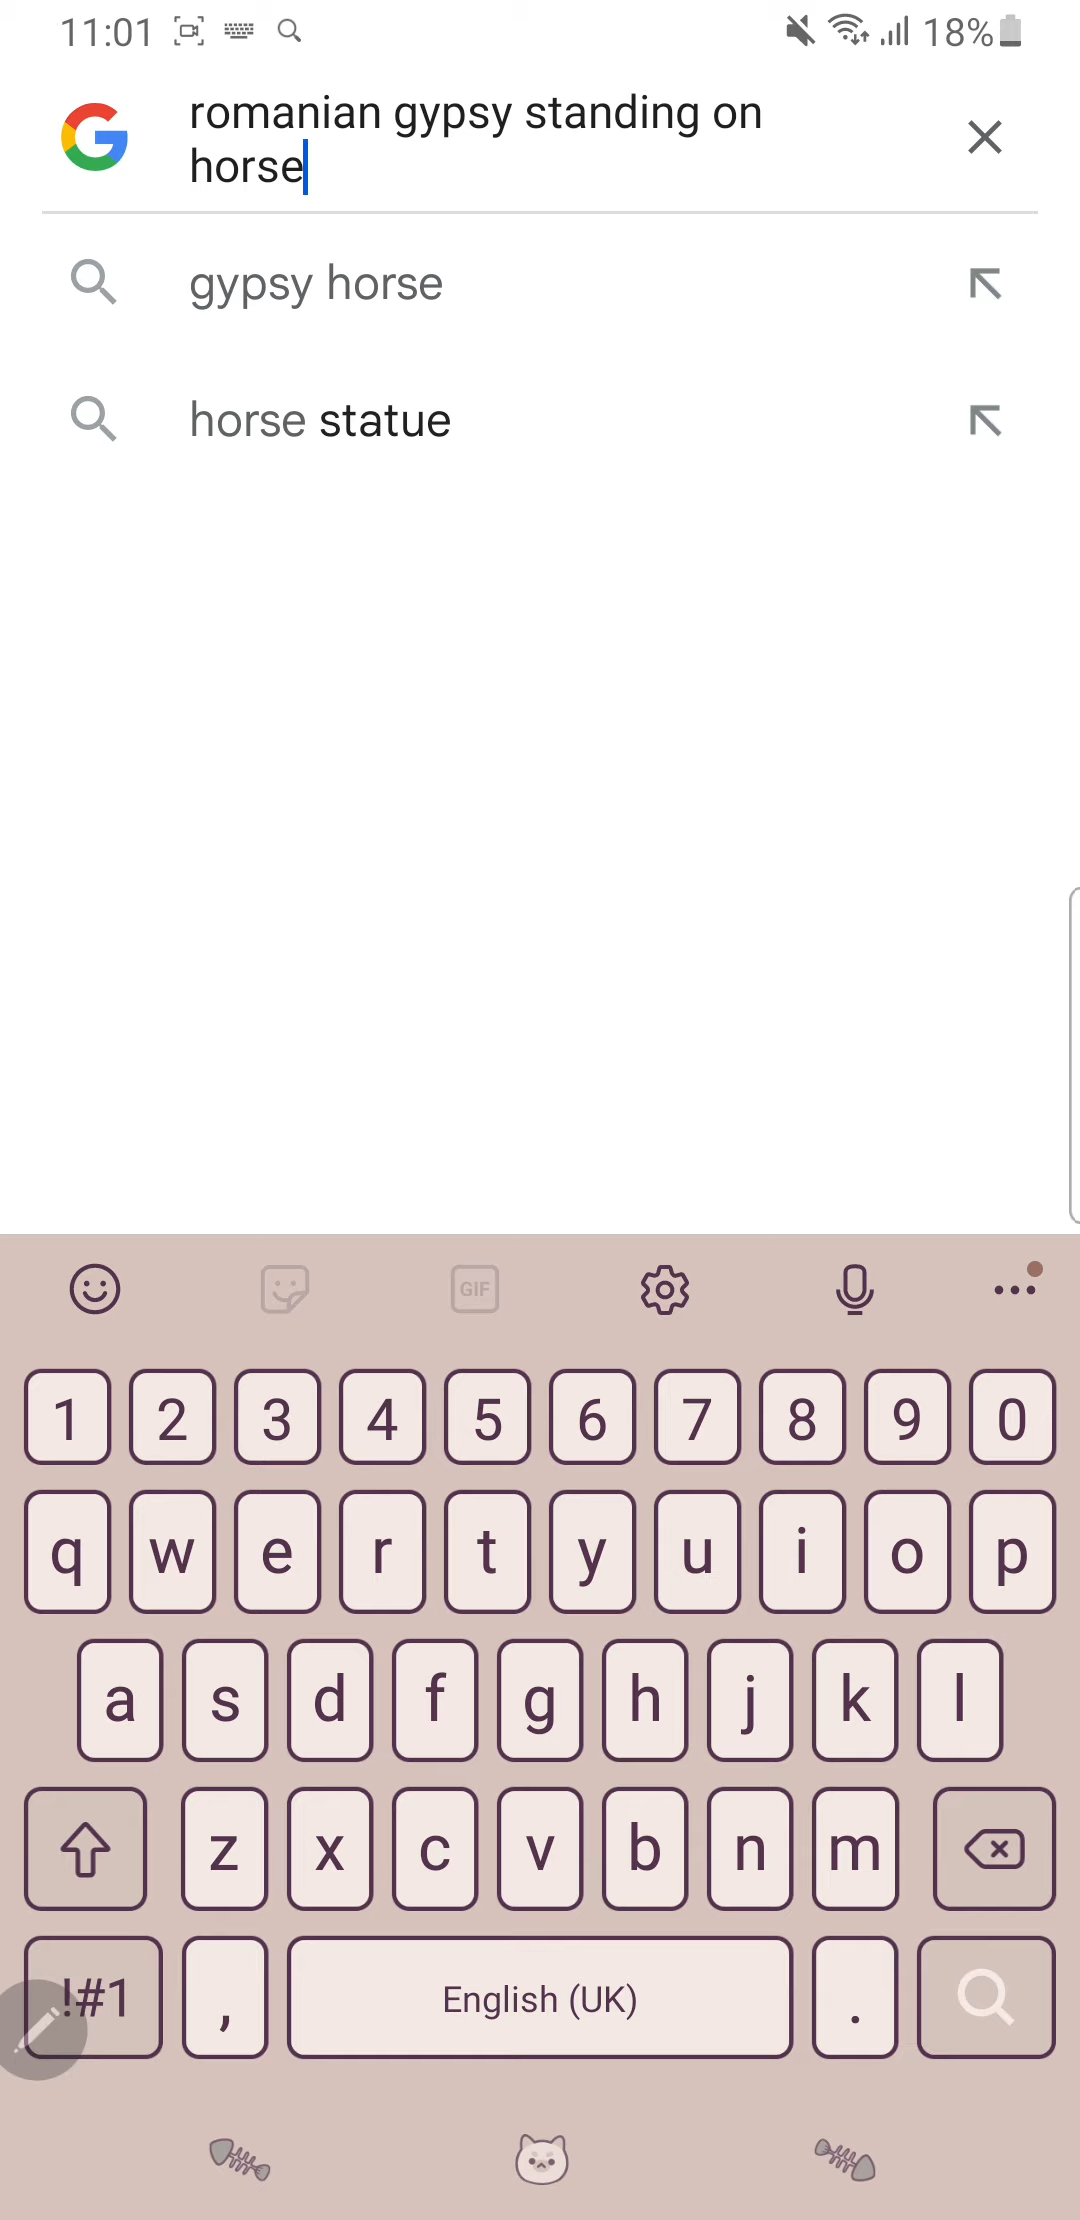 11:01 18%
romanian gypsy standing on
horse
gypsy horse
horse statue
GIF
1 2 3 4 5 6 7 8 9 0
q w e r t y u i o p
a s d f g h j k l
z x c v b n m
!#1 , English (UK) .